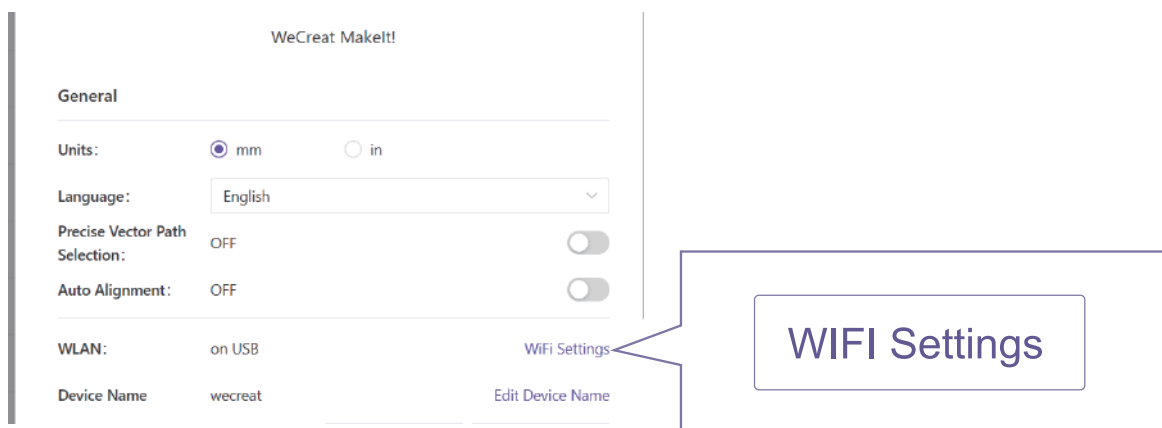 WeCreat MakeIt!
General
Units: mm in
Language: English
Precise Vector Path
Selection: OFF
Auto Alignment: OFF
WLAN: on USB WiFi Settings
WIFI Settings
Device Name wecreat Edit Device Name